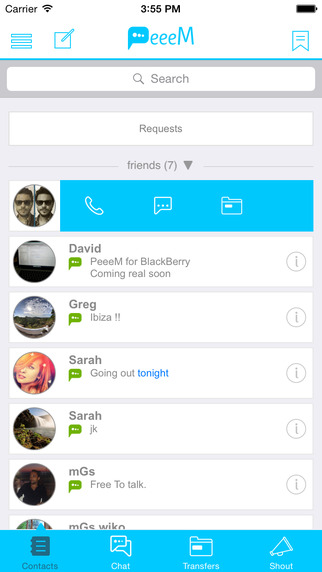 Carrier 3:55 PM
PeeeM
Search
Requests
friends (7) ▼
David
PeeeM for BlackBerry
Coming real soon
Greg
Ibiza !!
Sarah
Going out tonight
Sarah
jk
mGs
Free To talk.
mGs wiko
Contacts Chat Transfers Shout